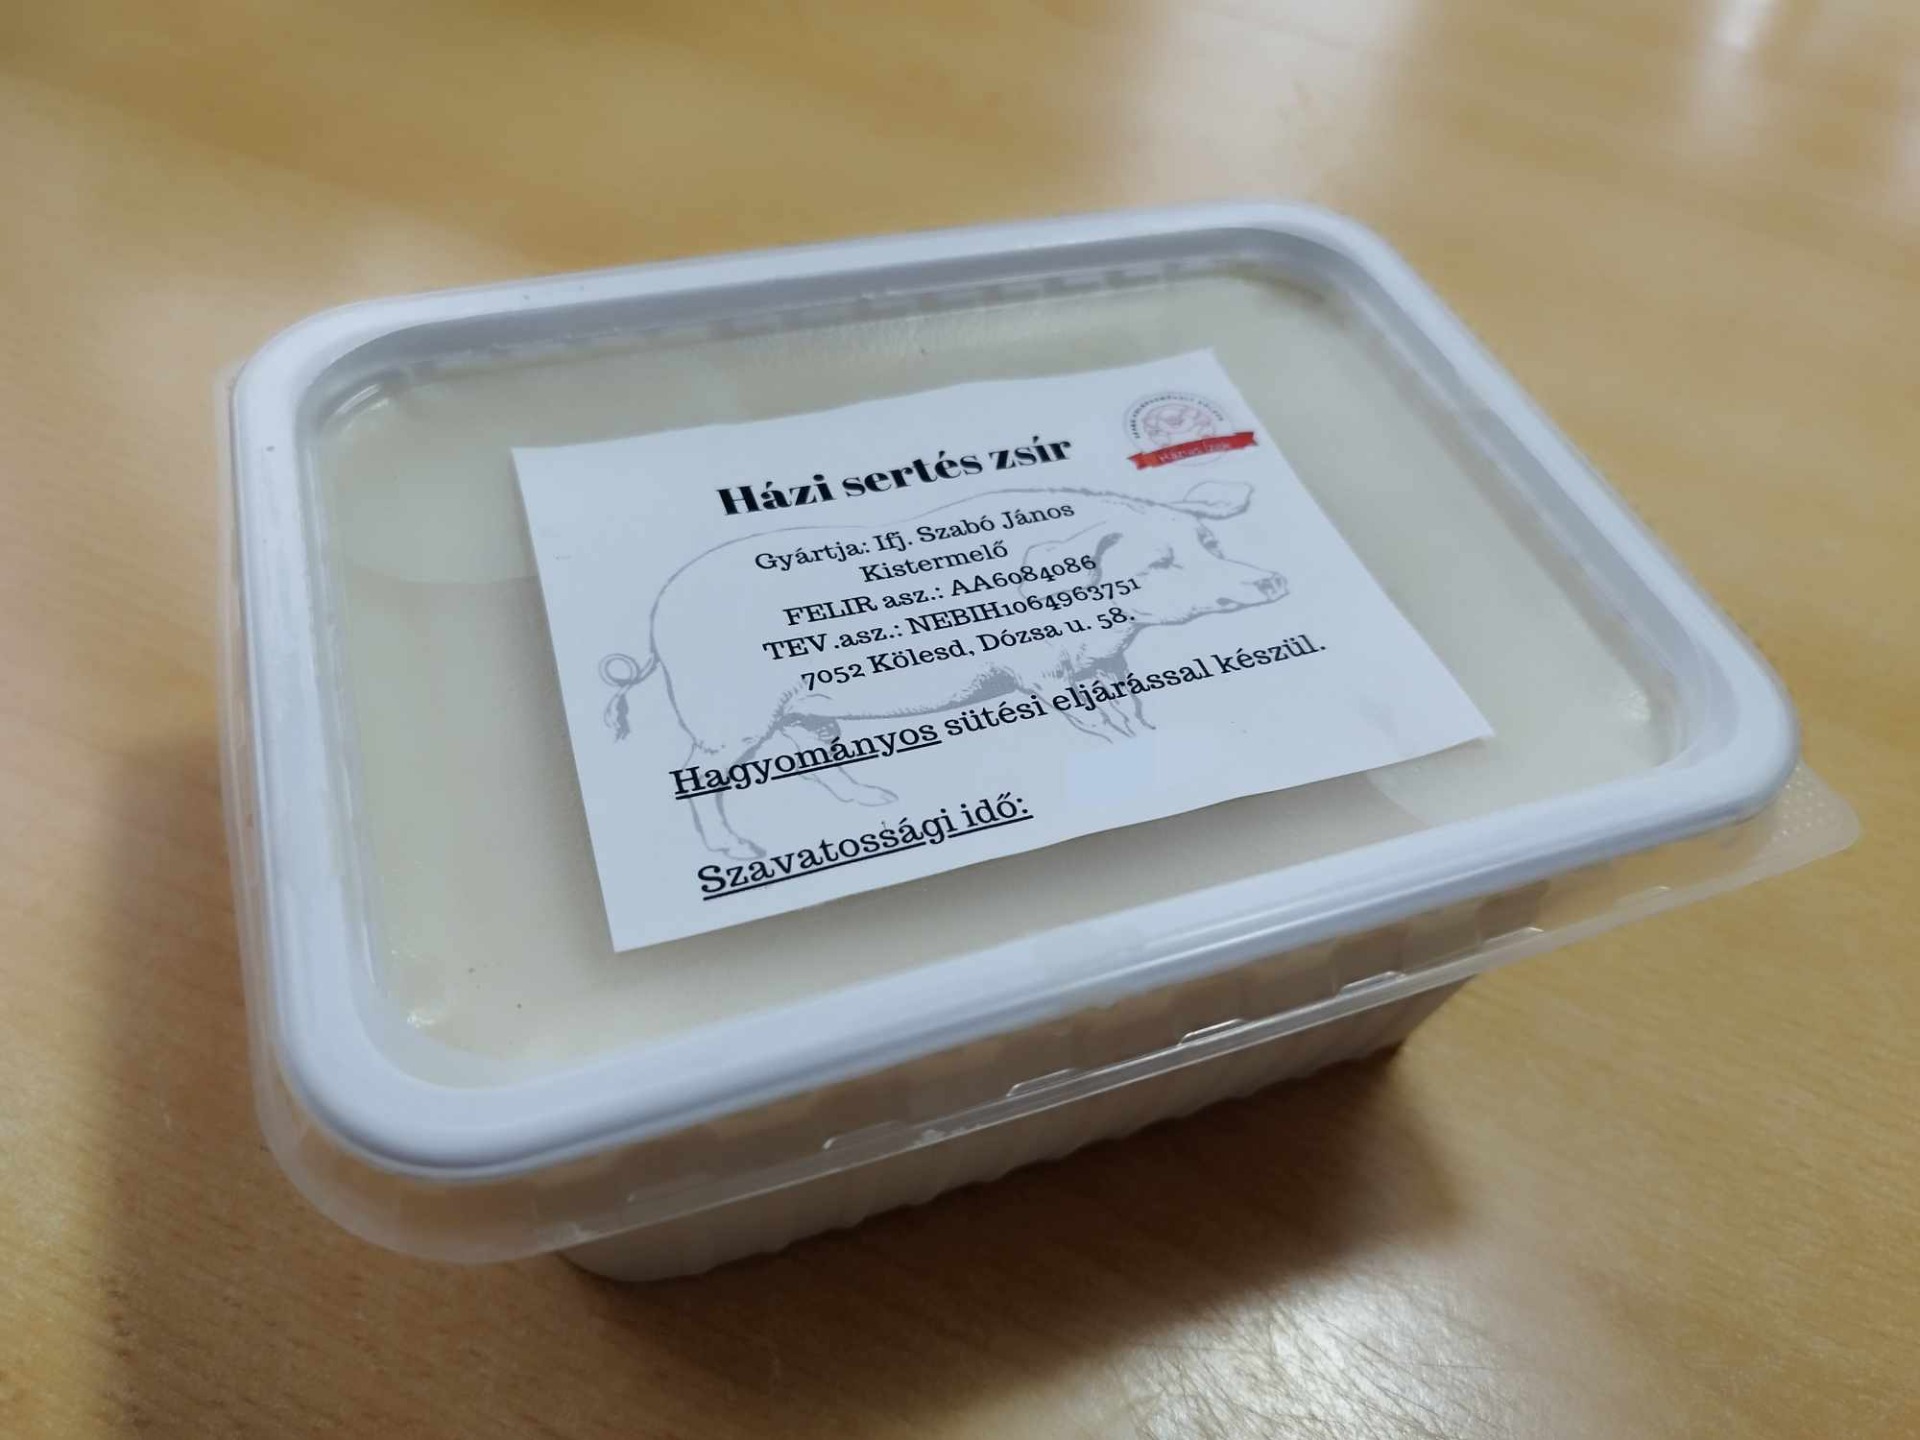 Házi sertés zsír
Gyártja: Ifj. Szabó János
Kistermelő
FELIR asz.: AA6084086
TEV.asz.: NEBIH1064963751
7052 Kölesd, Dózsa u. 58.
Hagyományos sütési eljárással készül.
Szavatossági idő: